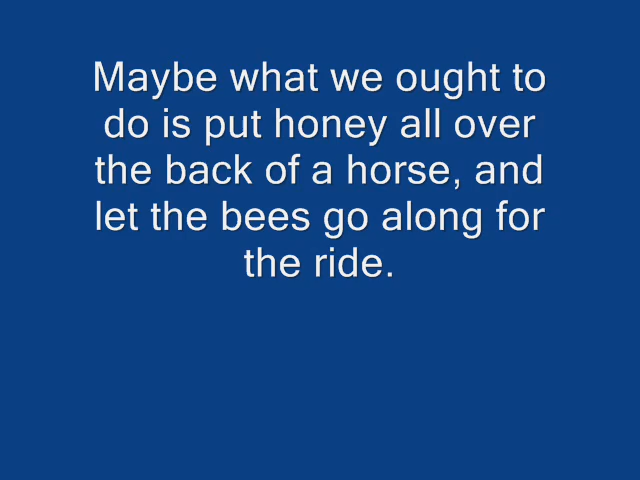 Maybe what we ought to
do is put honey all over
the back of a horse, and
let the bees go along for
the ride.